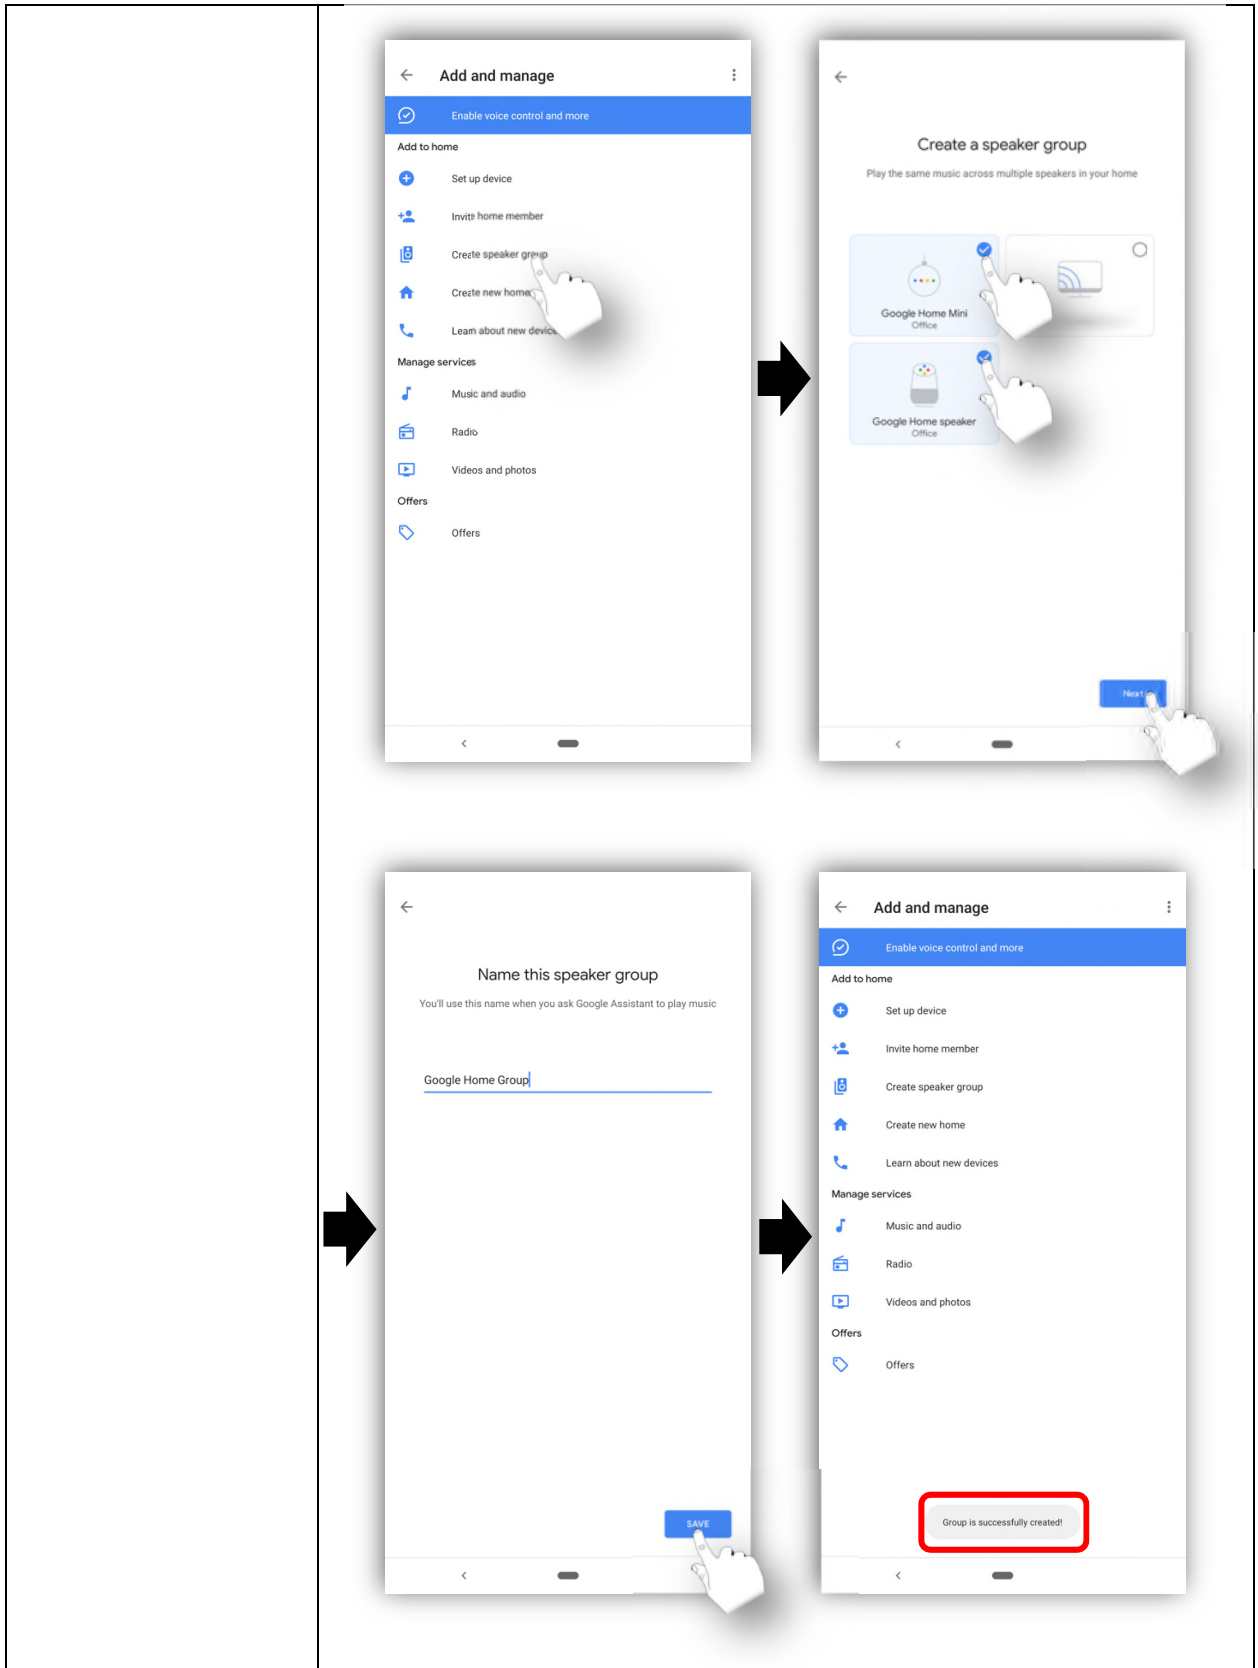 Add and manage
Enable voice control and more
Add to home
Set up device
Invite home member
Create speaker group
Create new home
Learn about new device
Manage services
Music and audio
Radio
Videos and photos
Offers
Offers
Create a speaker group
Play the same music across multiple speakers in your home
Google Home Mini
Office
Google Home speaker
Office
Next
Name this speaker group
You'll use this name when you ask Google Assistant to play music
Google Home Group
SAVE
Add and manage
Enable voice control and more
Add to home
Set up device
Invite home member
Create speaker group
Create new home
Learn about new devices
Manage services
Music and audio
Radio
Videos and photos
Offers
Offers
Group is successfully created!